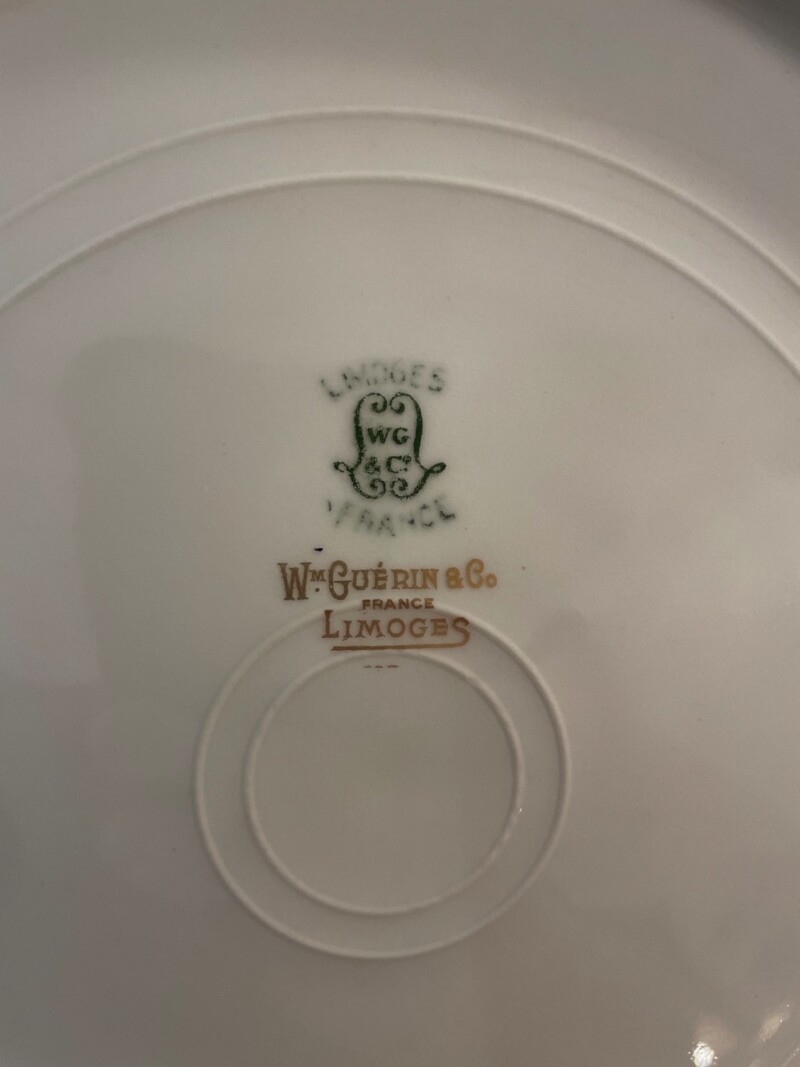 LIMOGES
WG
& Co
FRANCE
Wm. GUÉRIN & Co
FRANCE
LIMOGES